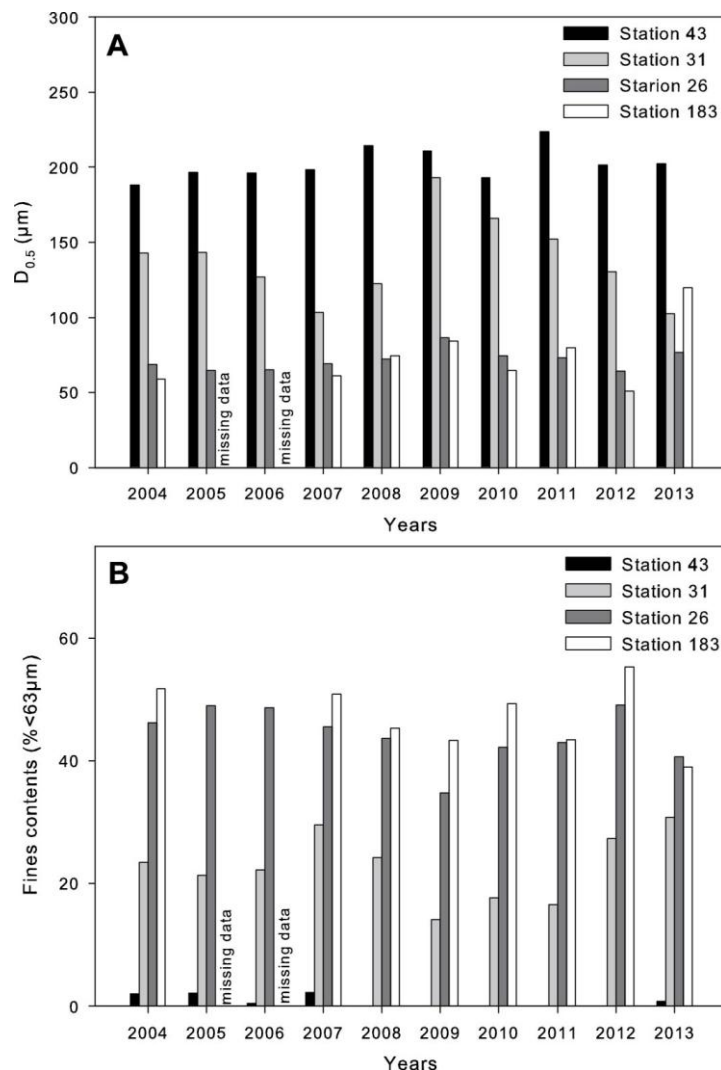 A
Station 43
Station 31
Starion 26
Station 183
300
250
200
150
100
50
0
D0.5 (µm)
missing data
missing data
2004 2005 2006 2007 2008 2009 2010 2011 2012 2013
Years
B
Station 43
Station 31
Station 26
Station 183
60
40
20
0
Fines contents (%<63µm)
missing data
missing data
2004 2005 2006 2007 2008 2009 2010 2011 2012 2013
Years